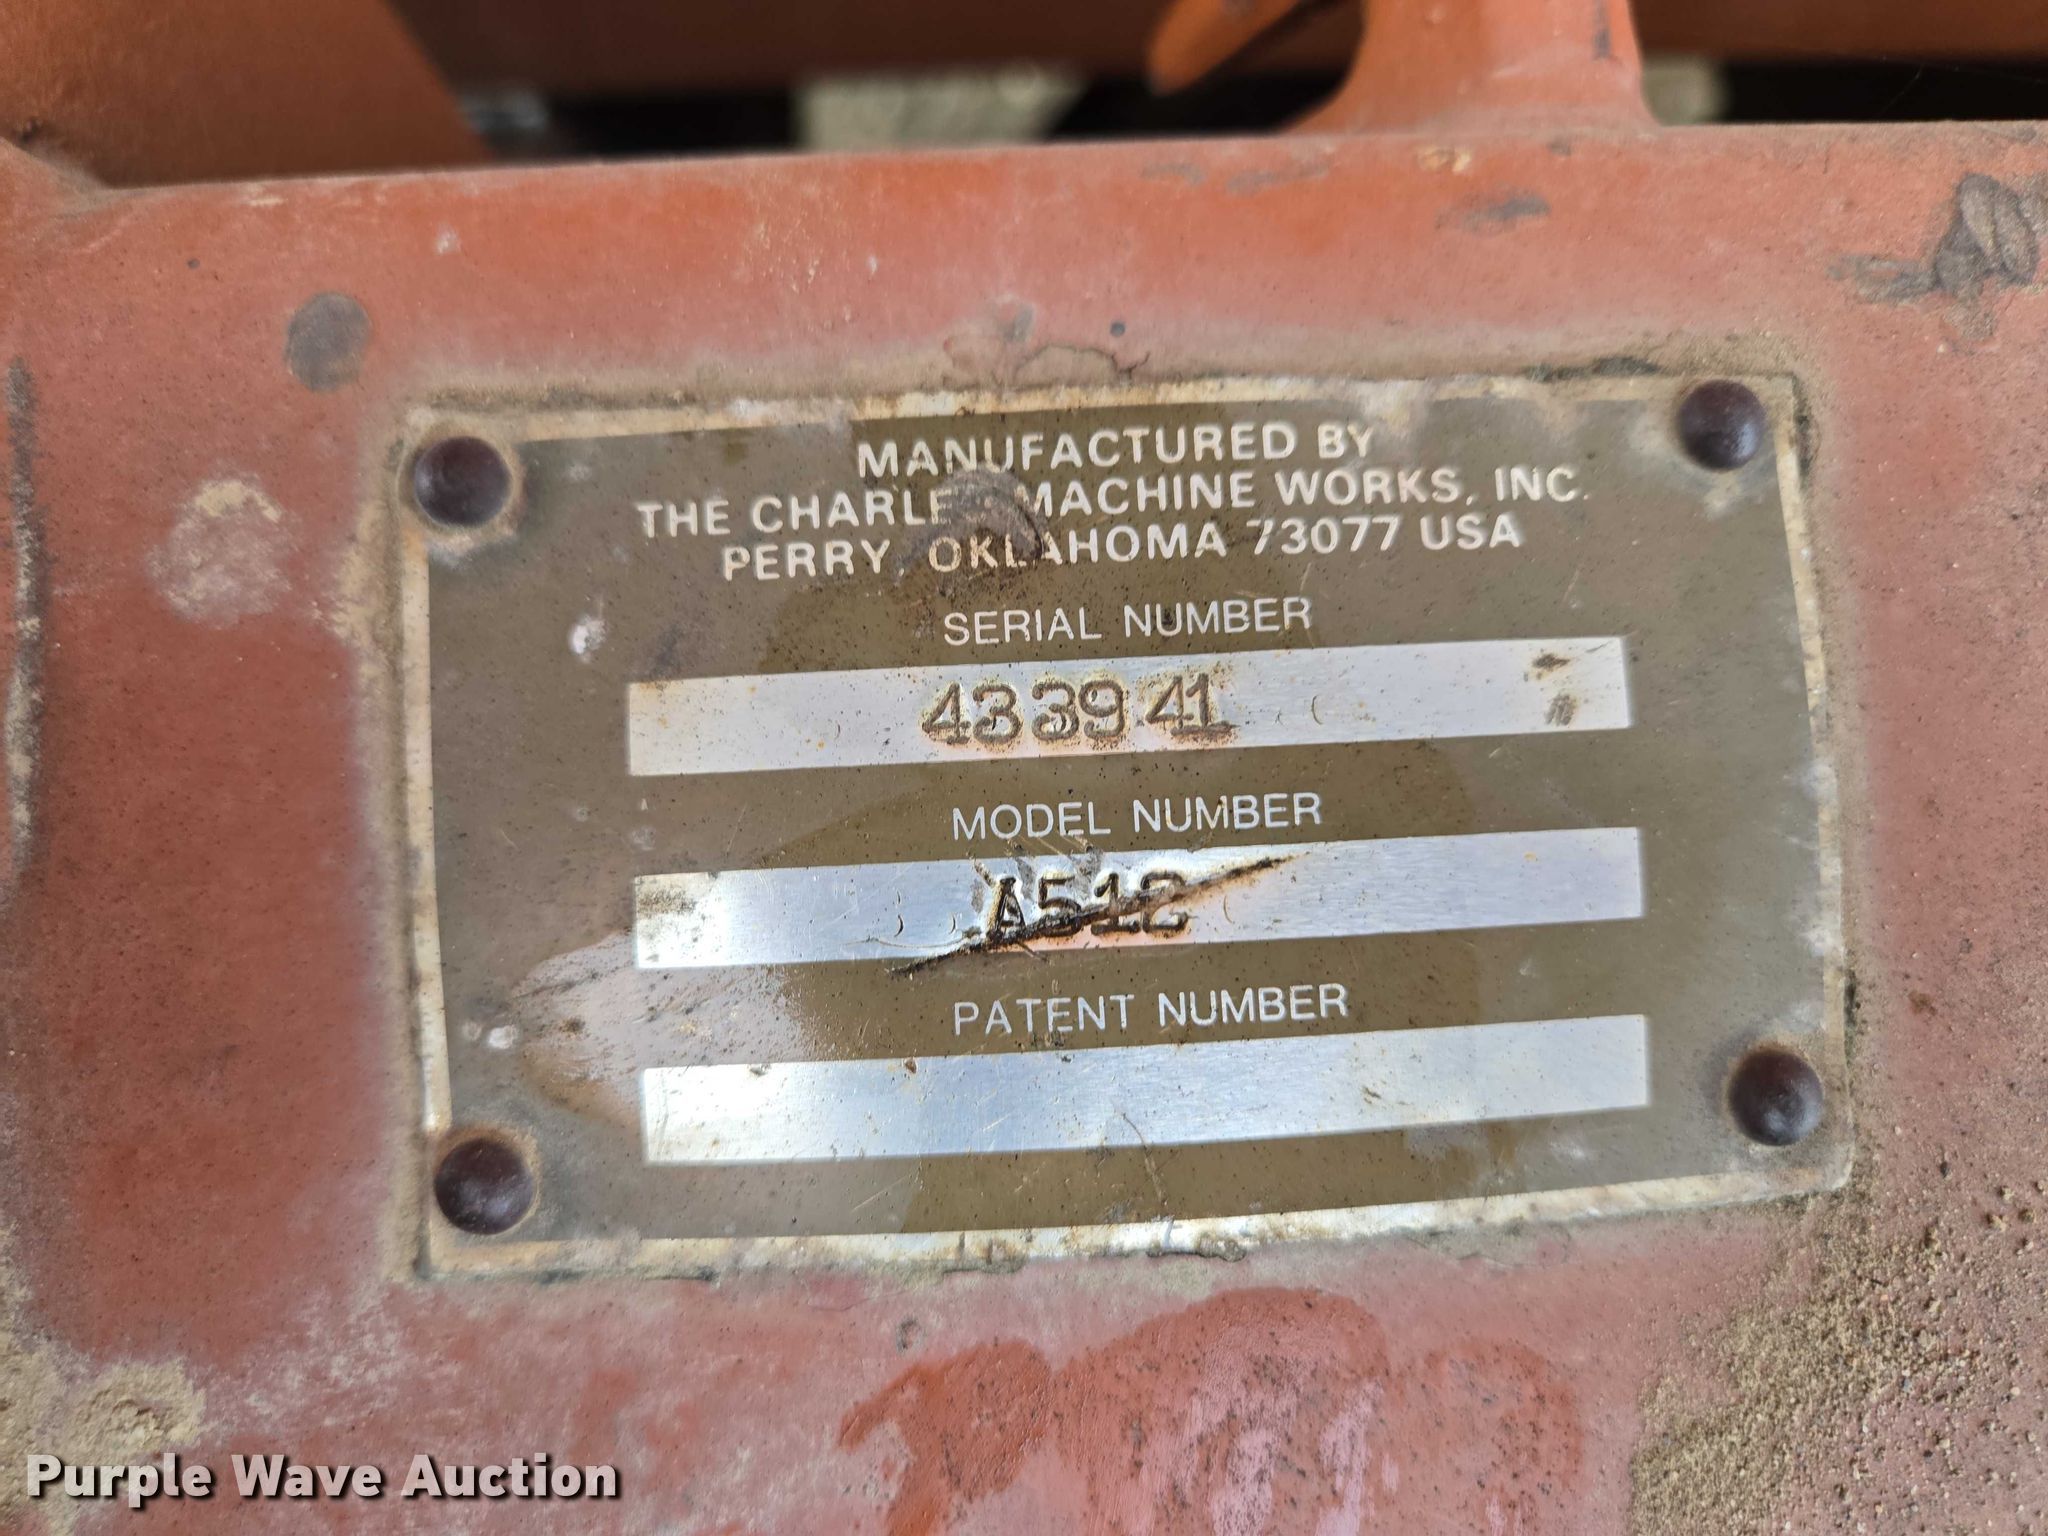 MANUFACTURED BY
THE CHARLES MACHINE WORKS, INC.
PERRY, OKLAHOMA 73077 USA
SERIAL NUMBER
433941
MODEL NUMBER
PATENT NUMBER
Purple Wave Auction